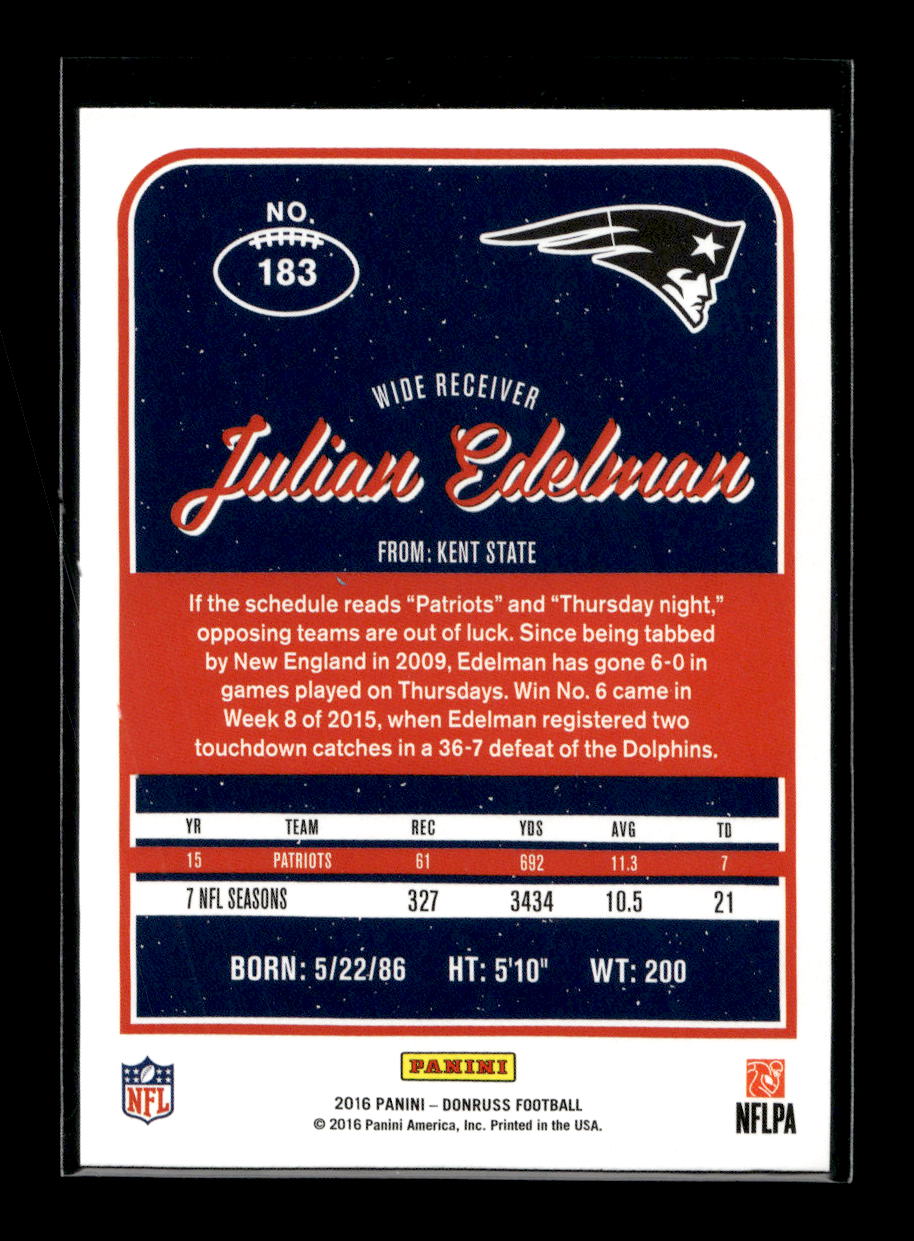 NO.
183
WIDE RECEIVER
Julian Edelman
FROM: KENT STATE
If the schedule reads “Patriots” and “Thursday night,”
opposing teams are out of luck. Since being tabbed
by New England in 2009, Edelman has gone 6-0 in
games played on Thursdays. Win No. 6 came in
Week 8 of 2015, when Edelman registered two
touchdown catches in a 36-7 defeat of the Dolphins.
YR TEAM REC YDS AVG TD
15 PATRIOTS 61 692 11.3 7
7 NFL SEASONS 327 3434 10.5 21
BORN: 5/22/86 HT: 5'10" WT: 200
NFL
PANINI
2016 PANINI – DONRUSS FOOTBALL
© 2016 Panini America, Inc. Printed in the USA.
NFLPA